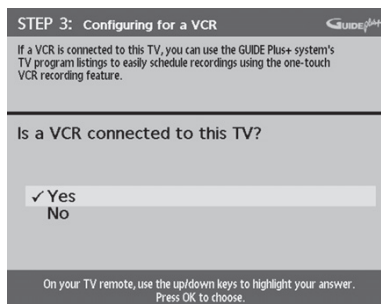 STEP 3: Configuring for a VCR
GUIDE Plus+
If a VCR is connected to this TV, you can use the GUIDE Plus+ system's
TV program listings to easily schedule recordings using the one-touch
VCR recording feature.
Is a VCR connected to this TV?
✓ Yes
No
On your TV remote, use the up/down keys to highlight your answer.
Press OK to choose.